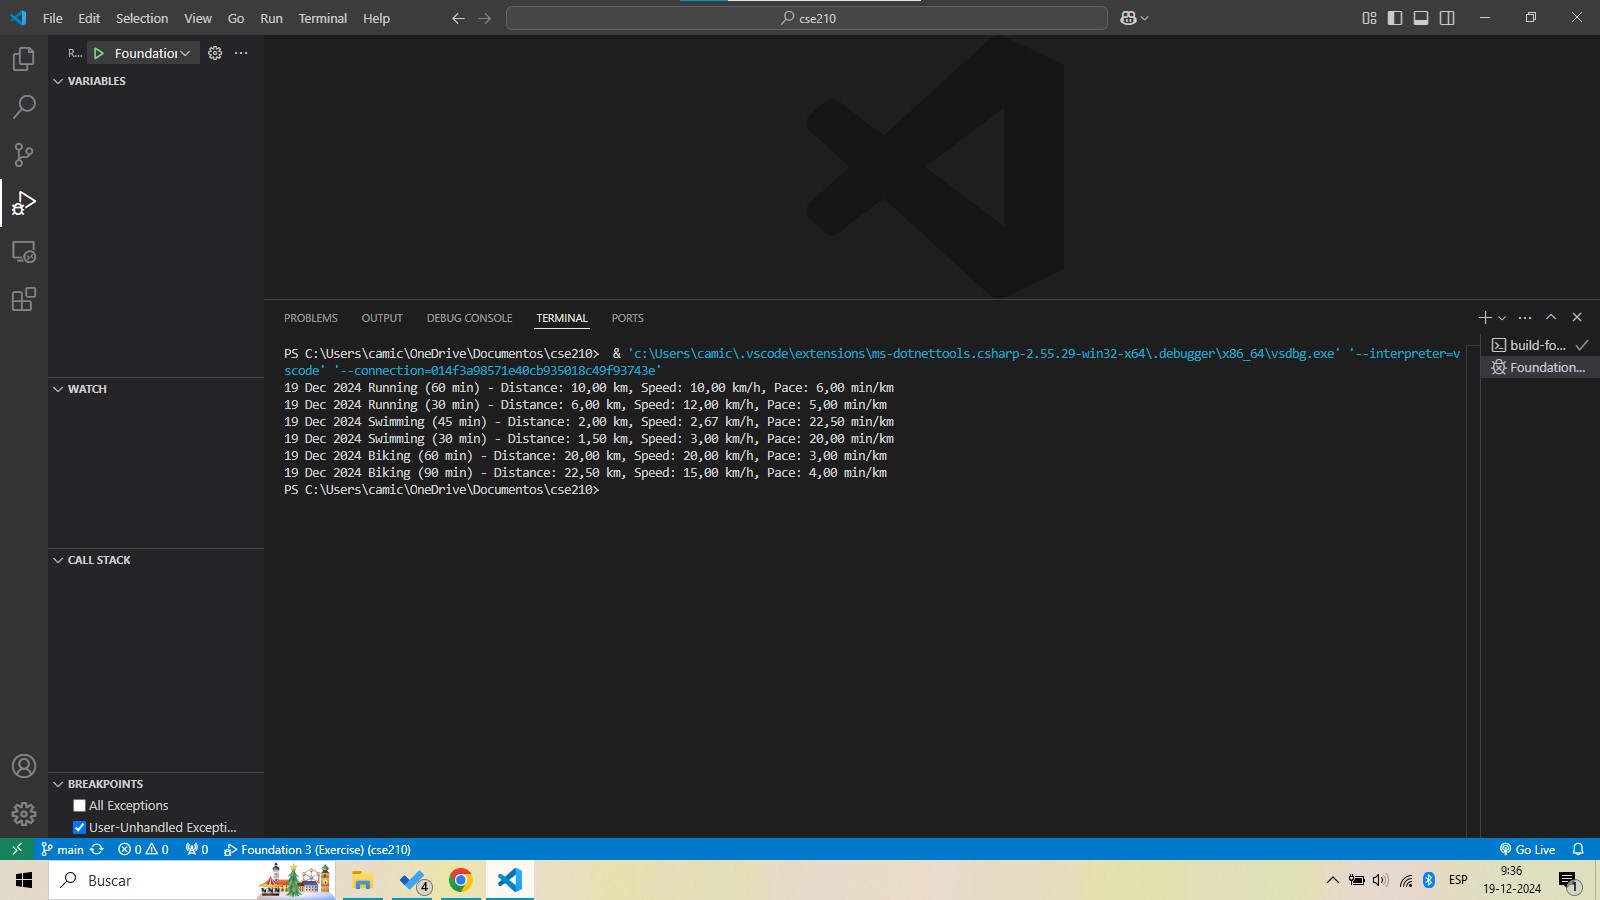 File Edit Selection View Go Run Terminal Help
cse210
R... Foundation
VARIABLES
WATCH
CALL STACK
BREAKPOINTS
All Exceptions
User-Unhandled Excepti...
PROBLEMS OUTPUT DEBUG CONSOLE TERMINAL PORTS
PS C:\Users\camic\OneDrive\Documentos\cse210>  & 'c:\Users\camic\.vscode\extensions\ms-dotnettools.csharp-2.55.29-win32-x64\.debugger\x86_64\vsdbg.exe' '--interpreter=v
scode' '--connection=014f3a98571e40cb935018c49f93743e'
19 Dec 2024 Running (60 min) - Distance: 10,00 km, Speed: 10,00 km/h, Pace: 6,00 min/km
19 Dec 2024 Running (30 min) - Distance: 6,00 km, Speed: 12,00 km/h, Pace: 5,00 min/km
19 Dec 2024 Swimming (45 min) - Distance: 2,00 km, Speed: 2,67 km/h, Pace: 22,50 min/km
19 Dec 2024 Swimming (30 min) - Distance: 1,50 km, Speed: 3,00 km/h, Pace: 20,00 min/km
19 Dec 2024 Biking (60 min) - Distance: 20,00 km, Speed: 20,00 km/h, Pace: 3,00 min/km
19 Dec 2024 Biking (90 min) - Distance: 22,50 km, Speed: 15,00 km/h, Pace: 4,00 min/km
PS C:\Users\camic\OneDrive\Documentos\cse210>
build-fo...
Foundation...
main 0 0 0 Foundation 3 (Exercise) (cse210) Go Live
Buscar
4
ESP
9:36
19-12-2024
1